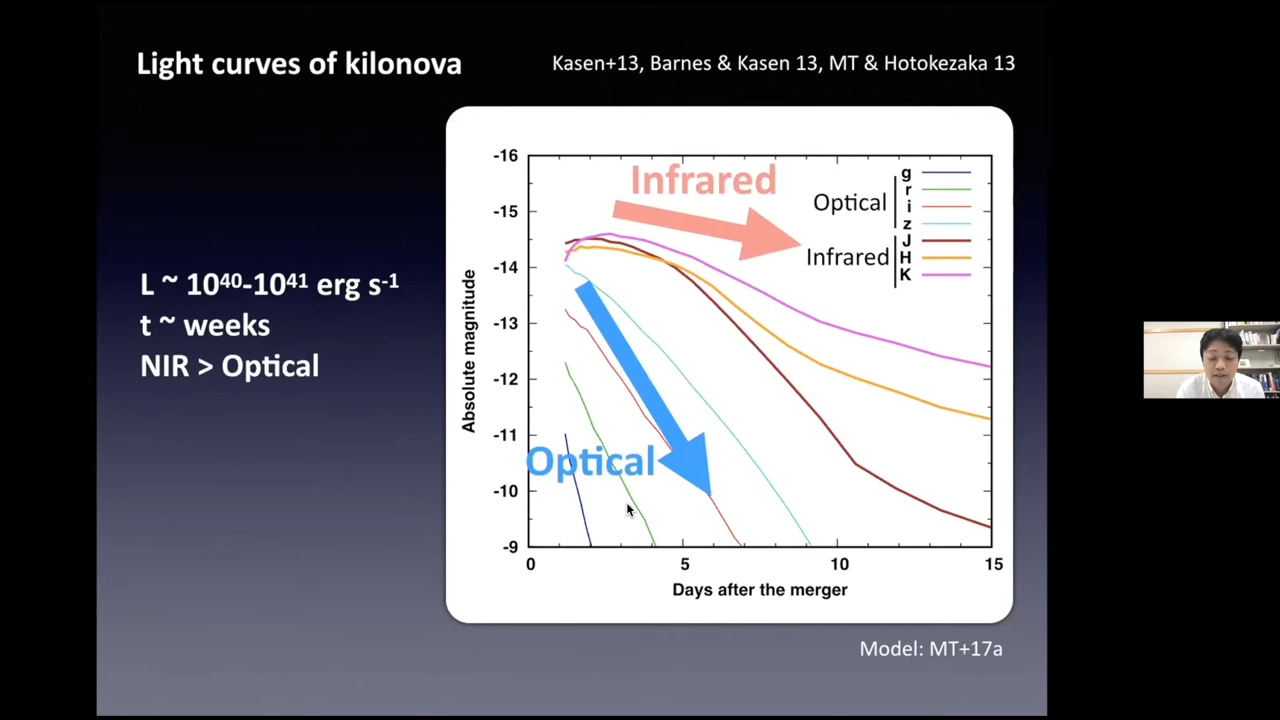 Light curves of kilonova
Kasen+13, Barnes & Kasen 13, MT & Hotokezaka 13
L ~ 10⁴⁰-10⁴¹ erg s⁻¹
t ~ weeks
NIR > Optical
Infrared
Optical
Optical
g
r
i
z
Infrared
J
H
K
Absolute magnitude
-16
-15
-14
-13
-12
-11
-10
-9
0
5
10
15
Days after the merger
Model: MT+17a